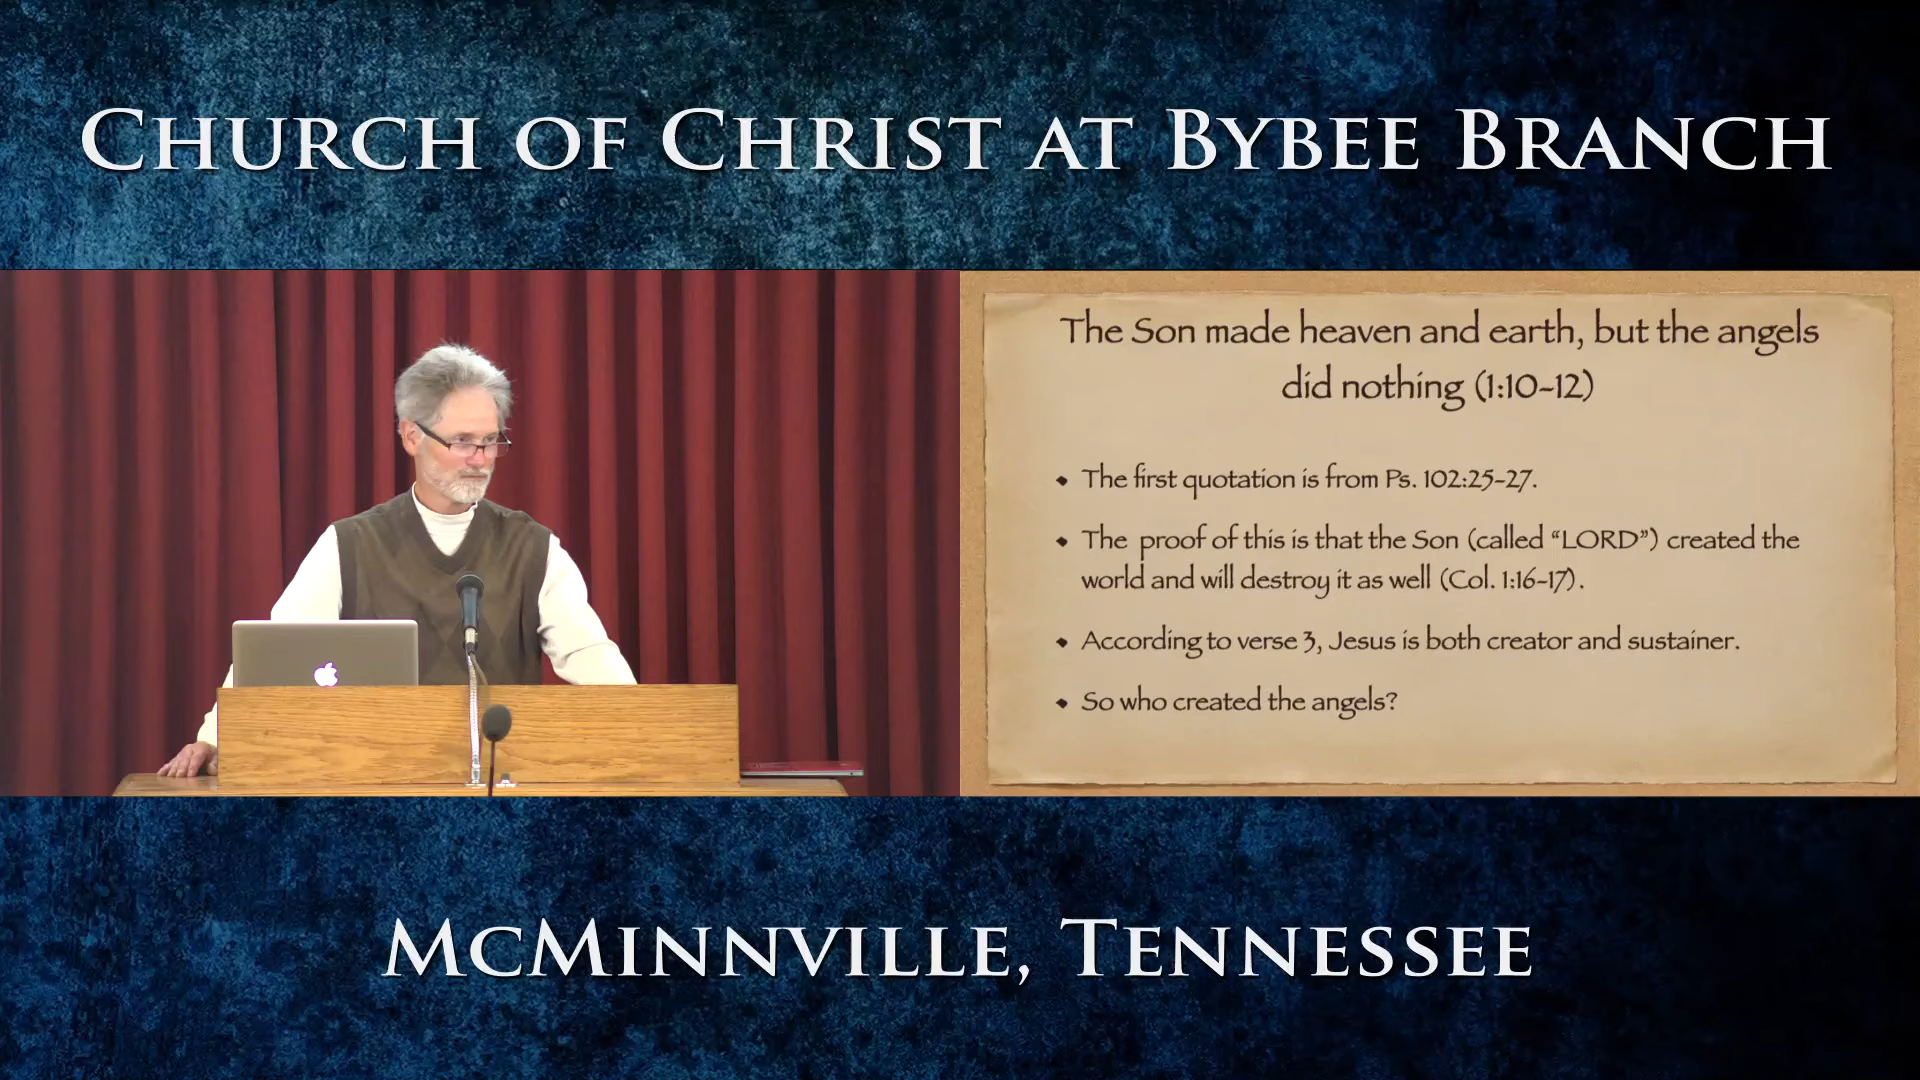 CHURCH OF CHRIST AT BYBEE BRANCH
The Son made heaven and earth, but the angels
did nothing (1:10-12)
• The first quotation is from Ps. 102:25-27.
• The proof of this is that the Son (called “LORD”) created the
world and will destroy it as well (Col. 1:16-17).
• According to verse 3, Jesus is both creator and sustainer.
• So who created the angels?
MCMINNVILLE, TENNESSEE